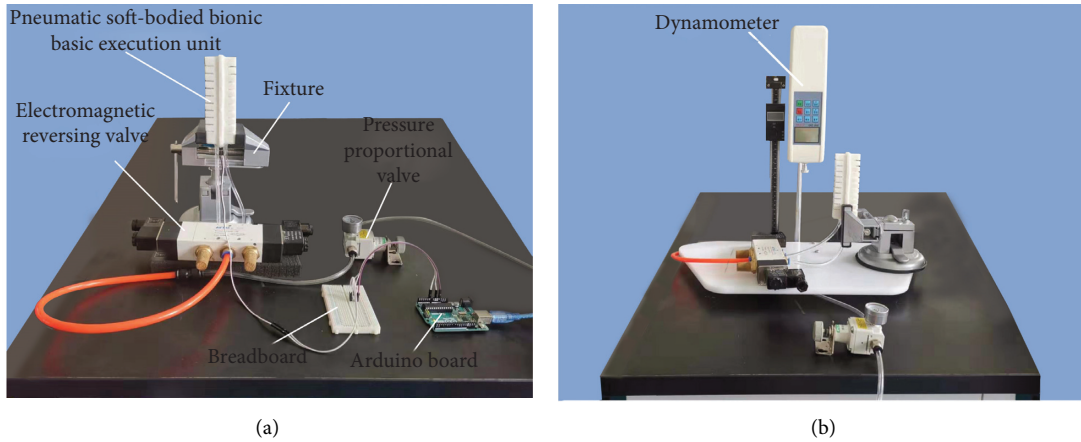 Pneumatic soft-bodied bionic
basic execution unit
Electromagnetic
reversing valve
Fixture
Pressure
proportional
valve
Breadboard
Arduino board
Dynamometer
(a)
(b)